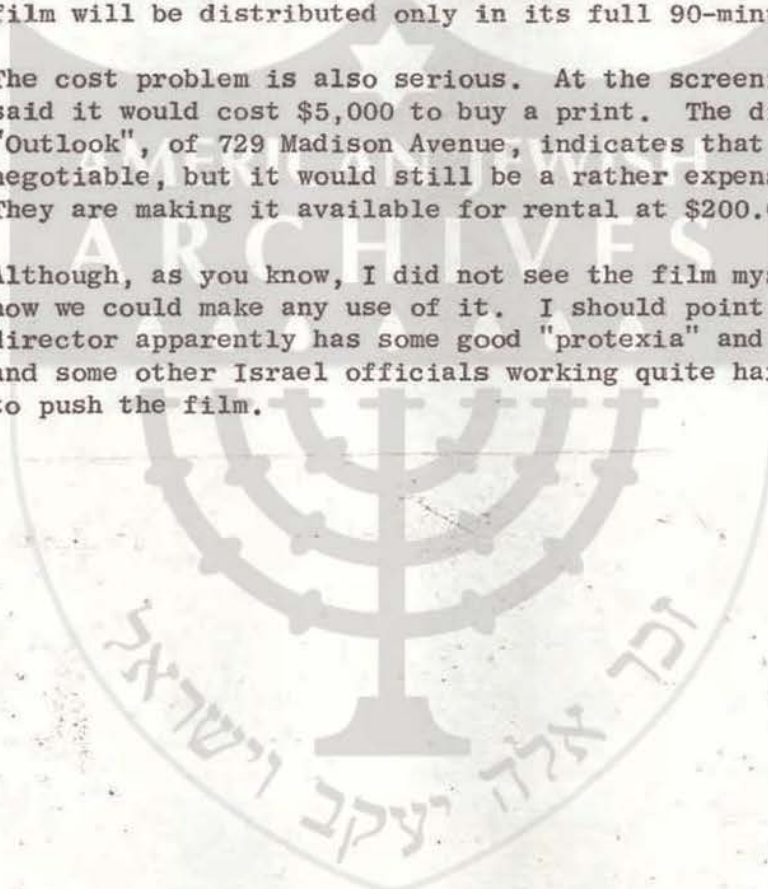 film will be distributed only in its full 90-minu
The cost problem is also serious. At the screeni
said it would cost $5,000 to buy a print. The di
"Outlook", of 729 Madison Avenue, indicates that
negotiable, but it would still be a rather expens
They are making it available for rental at $200.
Although, as you know, I did not see the film mys
how we could make any use of it. I should point
director apparently has some good "protexia" and
and some other Israel officials working quite har
to push the film.
AMERICAN JEWISH
ARCHIVES
זכר אלה יעקב וישראל